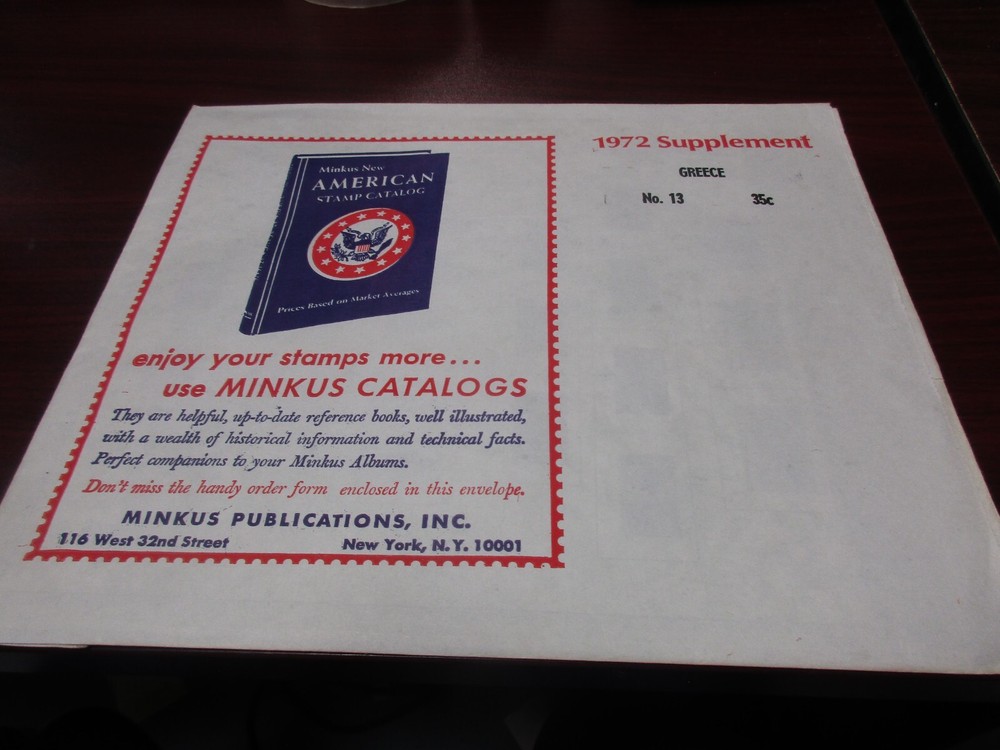 Minkus New
AMERICAN
STAMP CATALOG
Prices Based on Market Averages
enjoy your stamps more...
use MINKUS CATALOGS
They are helpful, up-to-date reference books, well illustrated,
with a wealth of historical information and technical facts.
Perfect companions to your Minkus Albums.
Don't miss the handy order form enclosed in this envelope.
MINKUS PUBLICATIONS, INC.
116 West 32nd Street New York, N.Y. 10001
1972 Supplement
GREECE
No. 13 35c